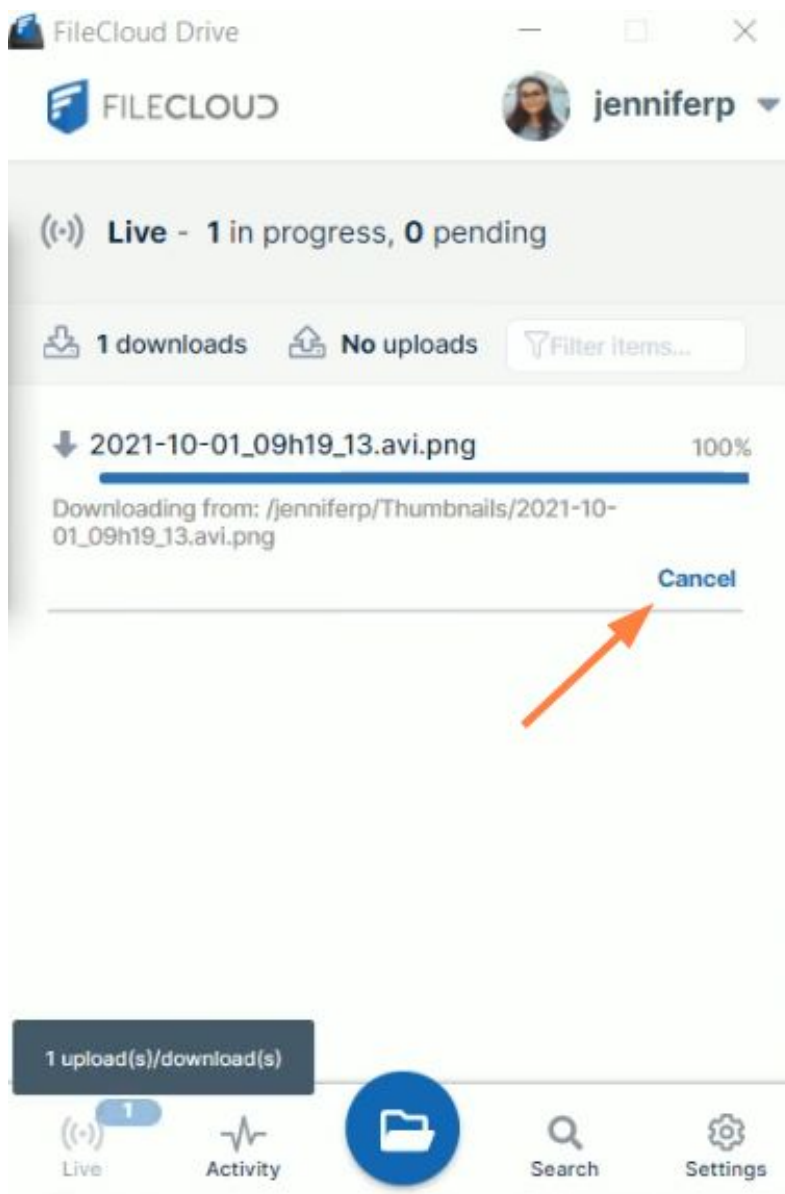 FileCloud Drive
FILECLOUD
jenniferp
Live - 1 in progress, 0 pending
1 downloads No uploads Filter items...
2021-10-01_09h19_13.avi.png 100%
Downloading from: /jenniferp/Thumbnails/2021-10-
01_09h19_13.avi.png
Cancel
1 upload(s)/download(s)
1
Live Activity Search Settings